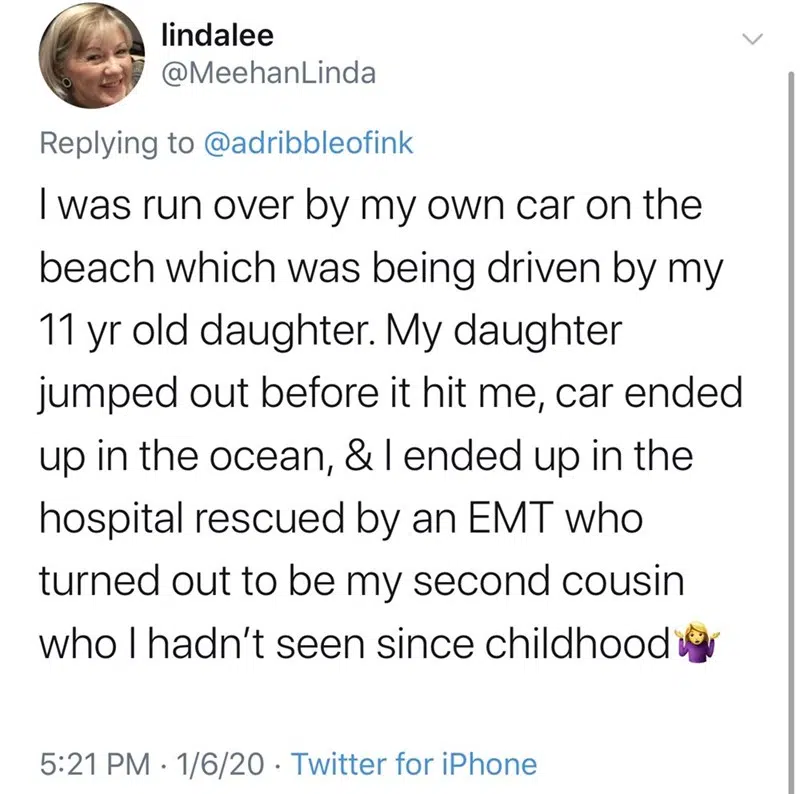 lindalee
@MeehanLinda
Replying to @adribbleofink
I was run over by my own car on the
beach which was being driven by my
11 yr old daughter. My daughter
jumped out before it hit me, car ended
up in the ocean, & I ended up in the
hospital rescued by an EMT who
turned out to be my second cousin
who I hadn't seen since childhood🤷‍♀️
5:21 PM · 1/6/20 · Twitter for iPhone